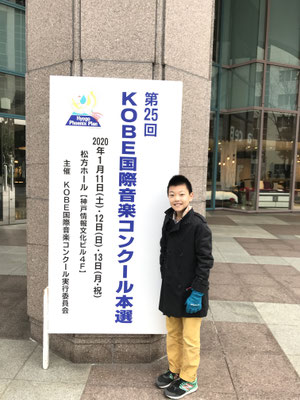 Hyogo
Phoenix Plan
第25回
KOBE国際音楽コンクール本選
2020年1月11日(土)・12日(日)・13日(月・祝)
松方ホール[神戸情報文化ビル4F]
主催 KOBE国際音楽コンクール実行委員会